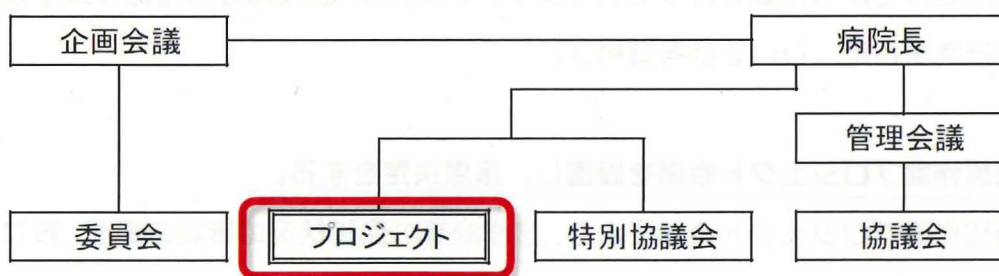 企画会議
病院長
管理会議
委員会
プロジェクト
特別協議会
協議会